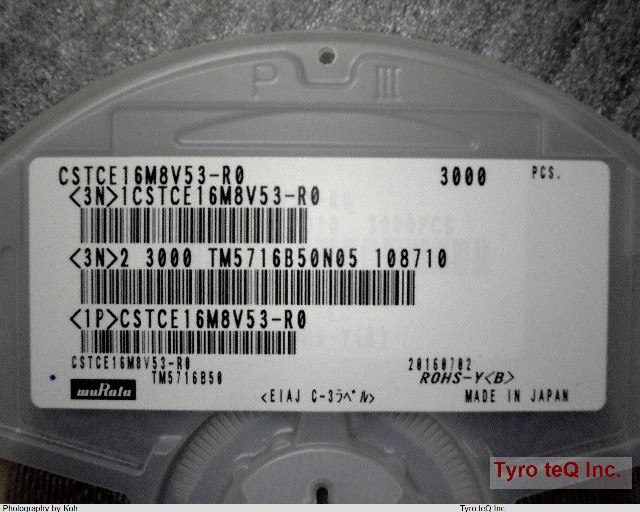 P III
CSTCE16M8V53-R0 3000 PCS.
<3N>1CSTCE16M8V53-R0
<3N>2 3000 TM5716B50N05 108710
<1P>CSTCE16M8V53-R0
CSTCE16M8V53-R0 20160702
TM5716B50 ROHS-Y<B>
muRata <EIAJ C-3ラベル> MADE IN JAPAN
Tyro teQ Inc.
Photography by Koh Tyro teQ Inc